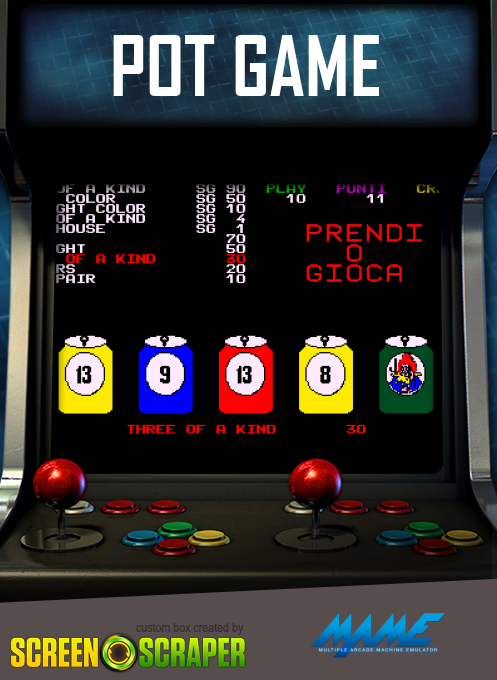 POT GAME
OF A KIND SG 90 PLAY PUNTI CR
COLOR SG 50 10 11
GHT COLOR SG 10
OF A KIND SG 4
HOUSE SG 1
70
GHT 50
OF A KIND 30
RS 20
PAIR 10
PRENDI
O
GIOCA
13 9 13 8
THREE OF A KIND 30
custom box created by
SCREEN SCRAPER
MAME
MULTIPLE ARCADE MACHINE EMULATOR